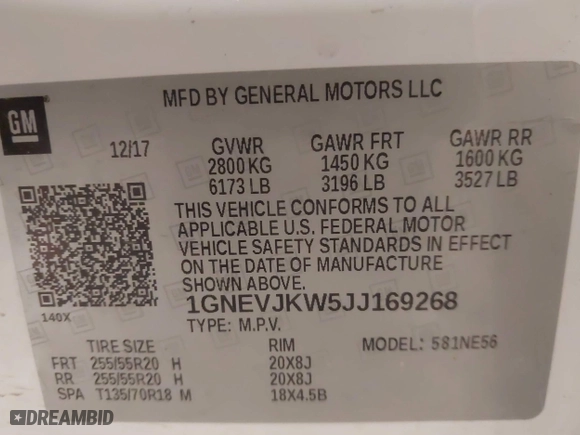 GM
MFD BY GENERAL MOTORS LLC
12/17
GVWR GAWR FRT GAWR RR
2800 KG 1450 KG 1600 KG
6173 LB 3196 LB 3527 LB
THIS VEHICLE CONFORMS TO ALL
APPLICABLE U.S. FEDERAL MOTOR
VEHICLE SAFETY STANDARDS IN EFFECT
ON THE DATE OF MANUFACTURE
SHOWN ABOVE.
140X
1GNEVJKW5JJ169268
TYPE: M.P.V.
TIRE SIZE RIM MODEL: 581NE56
FRT 255/55R20 H 20X8J
RR 255/55R20 H 20X8J
SPA T135/70R18 M 18X4.5B
DREAMBID